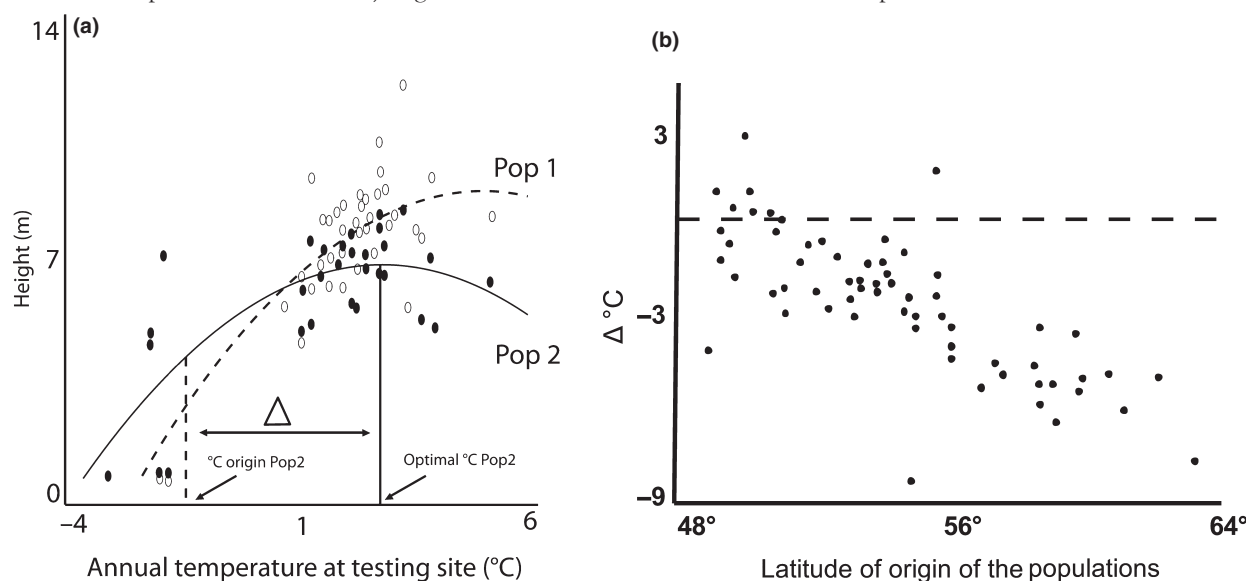 (a)
14
7
0
Height (m)
Pop 1
Pop 2
Δ
°C origin Pop2
Optimal °C Pop2
−4
1
6
Annual temperature at testing site (°C)
(b)
3
−3
−9
Δ °C
48°
56°
64°
Latitude of origin of the populations